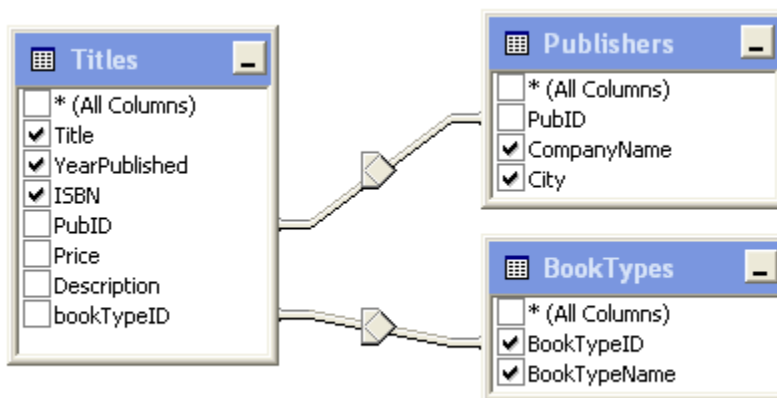 Titles
* (All Columns)
Title
YearPublished
ISBN
PubID
Price
Description
bookTypeID
Publishers
* (All Columns)
PubID
CompanyName
City
BookTypes
* (All Columns)
BookTypeID
BookTypeName